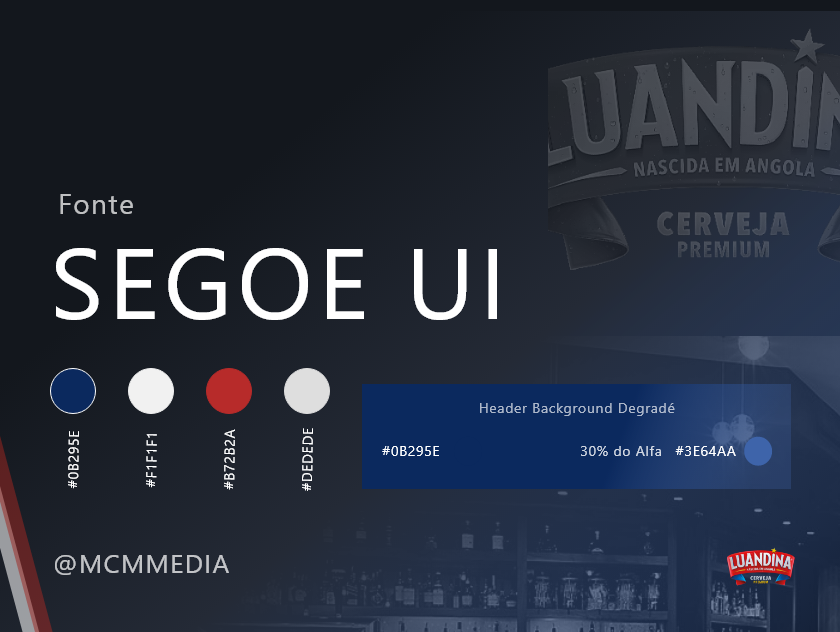 LUANDIN
NASCIDA EM ANGOLA
CERVEJA
PREMIUM
Fonte
SEGOE UI
#0B295E
#F1F1F1
#B72B2A
#DEDEDE
Header Background Degradé
#0B295E
30% do Alfa #3E64AA
@MCMMEDIA
LUANDINA
CERVEJA